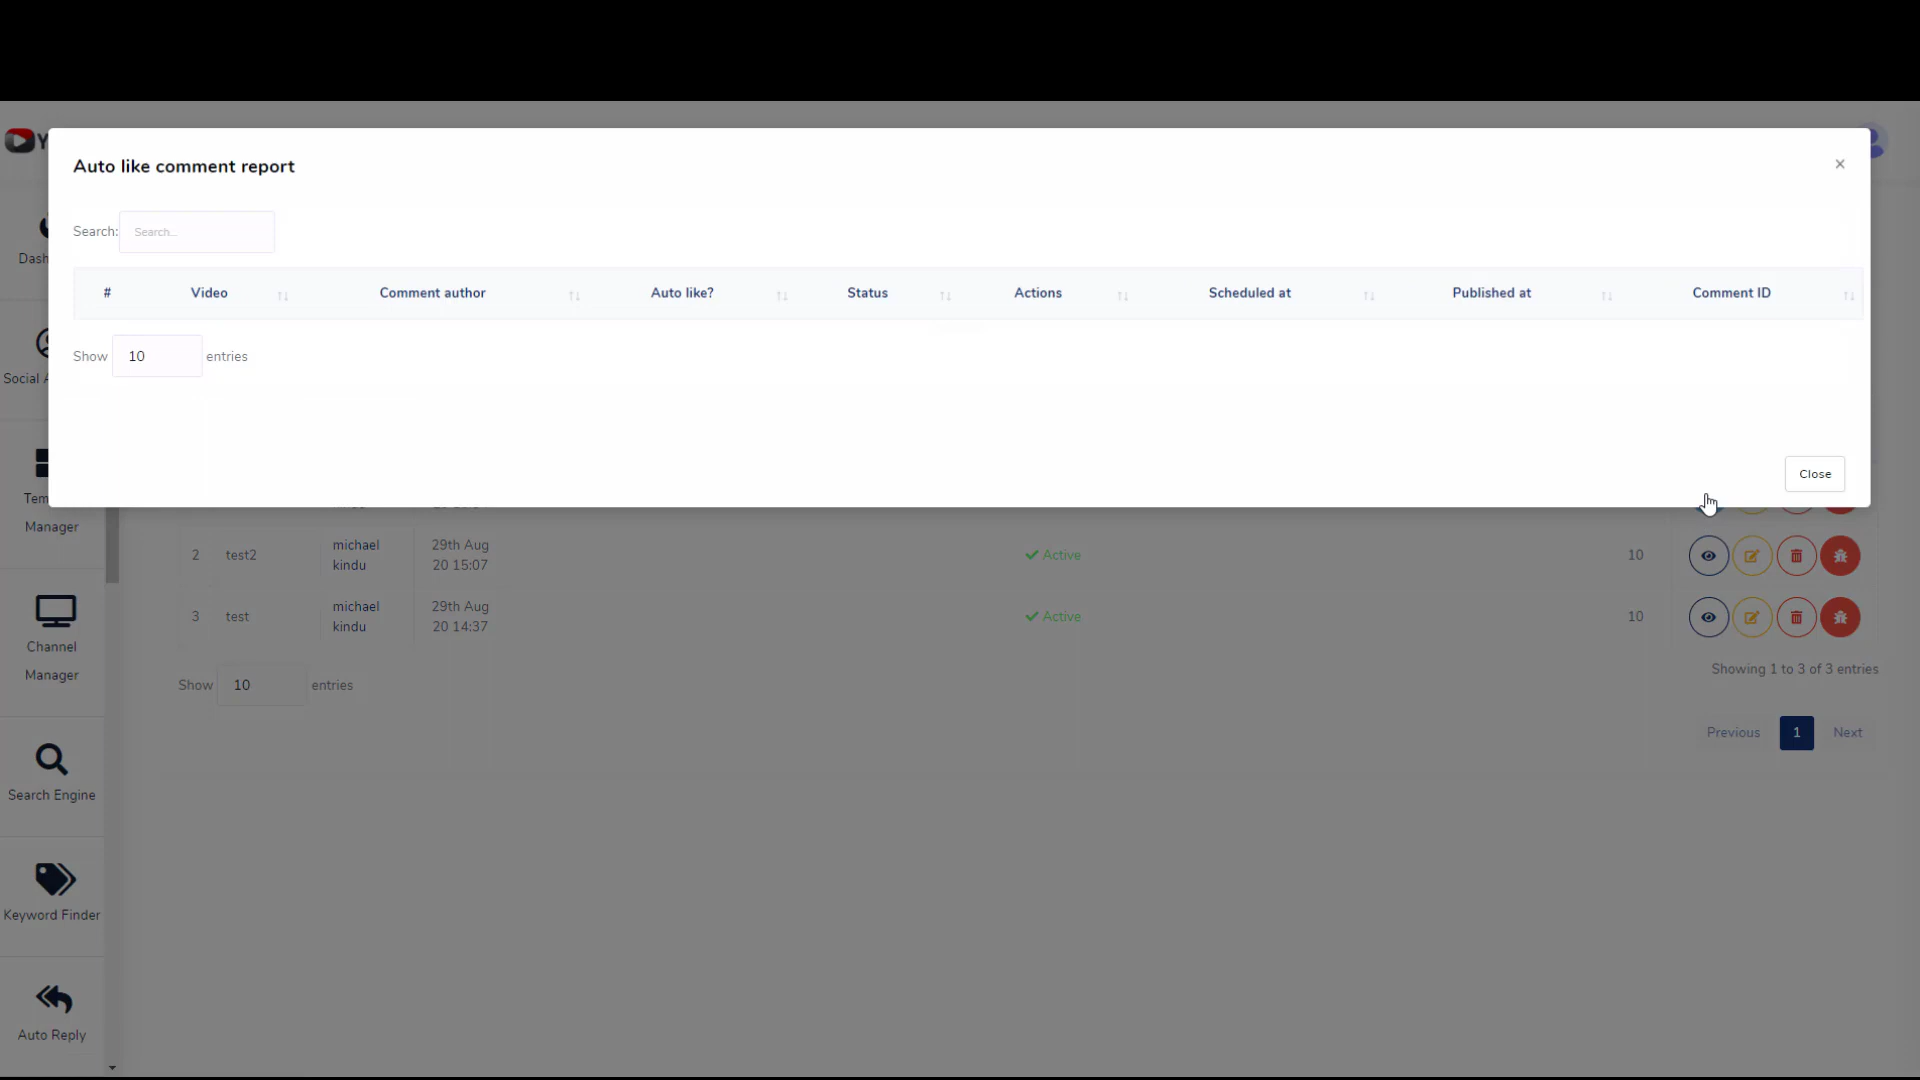 Y
Auto like comment report
×
Search: Search...
# Video Comment author Auto like? Status Actions Scheduled at Published at Comment ID
Show 10 entries
Close
Dash
Social A
Tem
Manager
Channel
Manager
Search Engine
Keyword Finder
Auto Reply
2 test2 michael kindu 29th Aug 20 15:07 Active 10
3 test michael kindu 29th Aug 20 14:37 Active 10
Showing 1 to 3 of 3 entries
Show 10 entries
Previous 1 Next